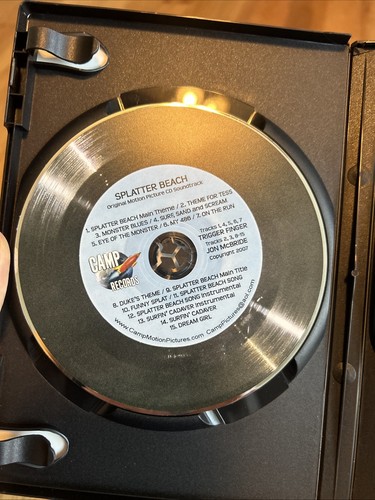 SPLATTER BEACH
Original Motion Picture CD Soundtrack
1. SPLATTER BEACH Main Theme / 2. THEME FOR TESS
3. MONSTER BLUES / 4. SURF, SAND and SCREAM
5. EYE OF THE MONSTER / 6. MY 486 / 7. ON THE RUN
Tracks 1, 4, 5, 6, 7
TRIGGER FINGER
Tracks 2, 3, 8-15
JON McBRIDE
Copyright 2007
CAMP
RECORDS
8. DUKE'S THEME / 9. SPLATTER BEACH Main Title
10. FUNNY SPLAT / 11. SPLATTER BEACH SONG
12. SPLATTER BEACH SONG Instrumental
13. SURFIN' CADAVER Instrumental
14. SURFIN' CADAVER
15. DREAM GIRL
www.CampMotionPictures.com CampPictures@aol.com